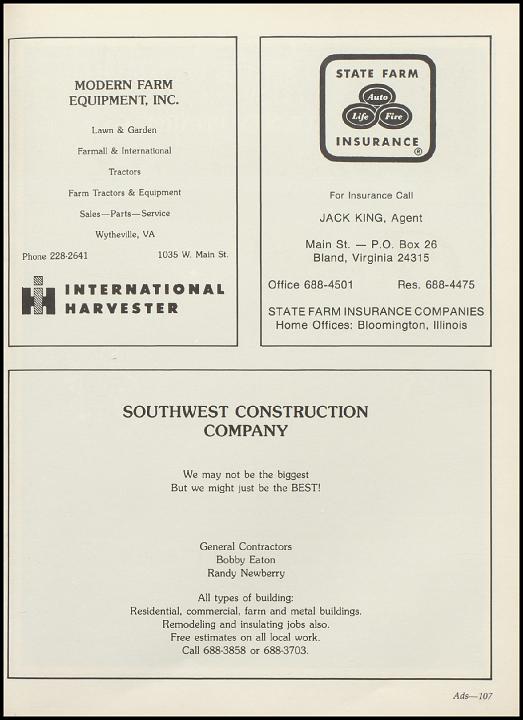 MODERN FARM
EQUIPMENT, INC.
Lawn & Garden
Farmall & International
Tractors
Farm Tractors & Equipment
Sales—Parts—Service
Wytheville, VA
Phone 228-2641 1035 W. Main St.
INTERNATIONAL
HARVESTER
STATE FARM
Auto
Life Fire
INSURANCE
®
For Insurance Call
JACK KING, Agent
Main St. — P.O. Box 26
Bland, Virginia 24315
Office 688-4501 Res. 688-4475
STATE FARM INSURANCE COMPANIES
Home Offices: Bloomington, Illinois
SOUTHWEST CONSTRUCTION
COMPANY
We may not be the biggest
But we might just be the BEST!
General Contractors
Bobby Eaton
Randy Newberry
All types of building:
Residential, commercial, farm and metal buildings.
Remodeling and insulating jobs also.
Free estimates on all local work.
Call 688-3858 or 688-3703.
Ads—107